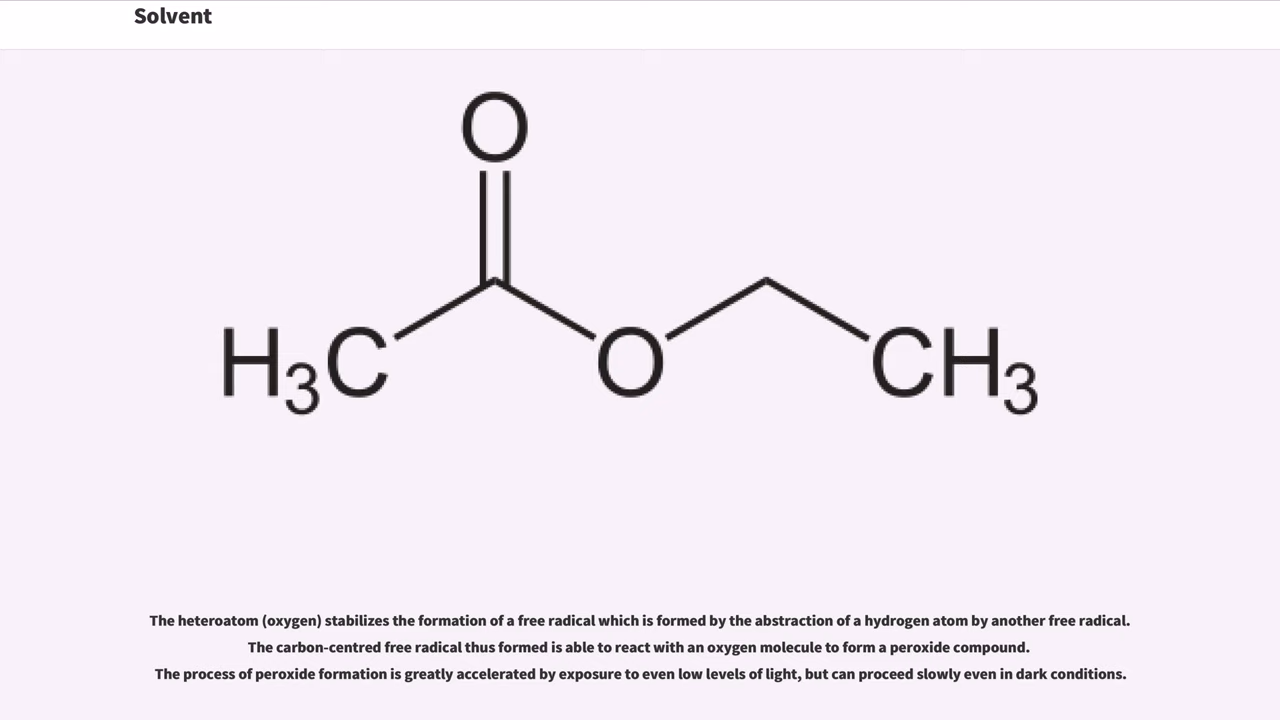 Solvent
O
H3C O CH3
The heteroatom (oxygen) stabilizes the formation of a free radical which is formed by the abstraction of a hydrogen atom by another free radical.
The carbon-centred free radical thus formed is able to react with an oxygen molecule to form a peroxide compound.
The process of peroxide formation is greatly accelerated by exposure to even low levels of light, but can proceed slowly even in dark conditions.